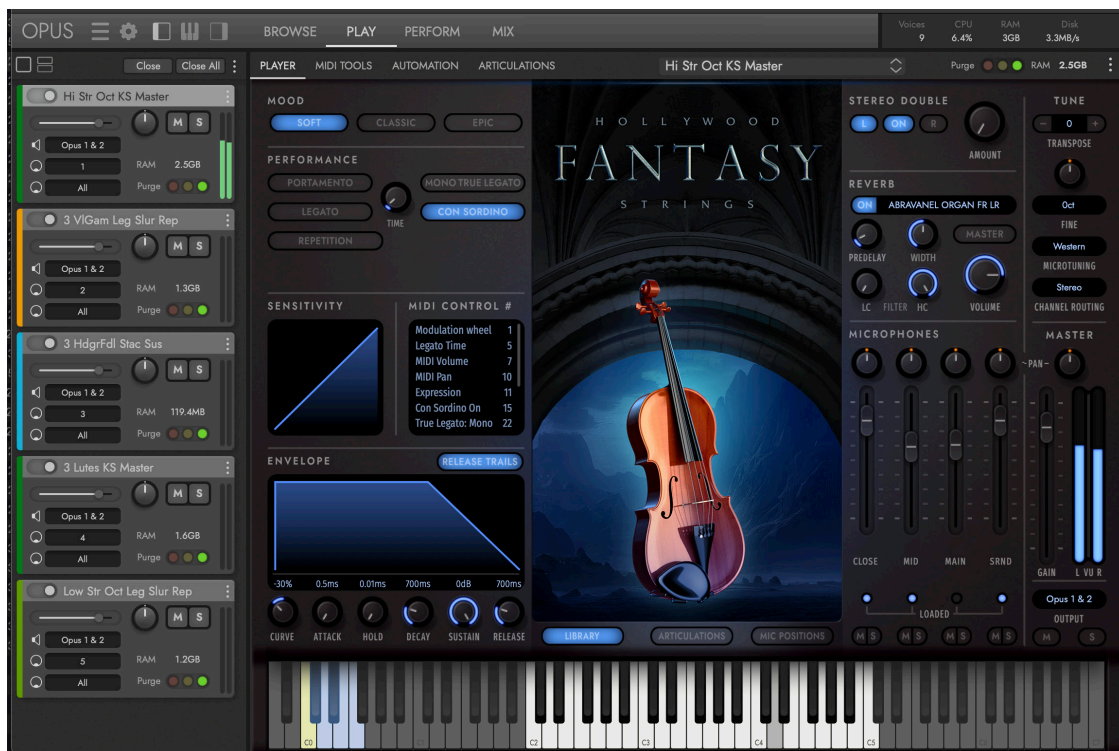 OPUS
BROWSE PLAY PERFORM MIX
Voices CPU RAM Disk
9 6.4% 3GB 3.3MB/s
Close Close All
PLAYER MIDI TOOLS AUTOMATION ARTICULATIONS
Hi Str Oct KS Master
Purge RAM 2.5GB
Hi Str Oct KS Master
M S
Opus 1 & 2
1 RAM 2.5GB
All Purge
3 VlGam Leg Slur Rep
M S
Opus 1 & 2
2 RAM 1.3GB
All Purge
3 HdgrFdl Stac Sus
M S
Opus 1 & 2
3 RAM 119.4MB
All Purge
3 Lutes KS Master
M S
Opus 1 & 2
4 RAM 1.6GB
All Purge
Low Str Oct Leg Slur Rep
M S
Opus 1 & 2
5 RAM 1.2GB
All Purge
MOOD
SOFT CLASSIC EPIC
PERFORMANCE
PORTAMENTO MONO TRUE LEGATO
LEGATO TIME CON SORDINO
REPETITION
SENSITIVITY
MIDI CONTROL #
Modulation wheel 1
Legato Time 5
MIDI Volume 7
MIDI Pan 10
Expression 11
Con Sordino On 15
True Legato: Mono 22
ENVELOPE RELEASE TRAILS
-30% 0.5ms 0.01ms 700ms 0dB 700ms
CURVE ATTACK HOLD DECAY SUSTAIN RELEASE
HOLLYWOOD
FANTASY
STRINGS
LIBRARY ARTICULATIONS MIC POSITIONS
STEREO DOUBLE
L ON R
AMOUNT
REVERB
ON ABRAVANEL ORGAN FR LR
MASTER
PREDELAY WIDTH
LC FILTER HC VOLUME
MICROPHONES
CLOSE MID MAIN SRND
LOADED
M S M S M S M S
TUNE
- 0 +
TRANSPOSE
0ct
FINE
Western
MICROTUNING
Stereo
CHANNEL ROUTING
MASTER
PAN
GAIN L VU R
Opus 1 & 2
OUTPUT
M S
C0 C2 C3 C4 C5